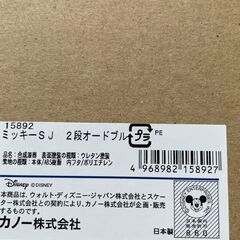 15892
ミッキーSJ 2段オードブル
プラ
PE
4 968982 158927
品名:合成漆器 表面塗装の種類:ウレタン塗装
素地の種類:本体/ABS樹脂 内フタ/ポリエチレン
Disney ©DISNEY
本商品は、ウォルト・ディズニー・ジャパン株式会社とスケー
ター株式会社との契約により、カノー株式会社が企画・販売
するものです。
カノー株式会社
日本製